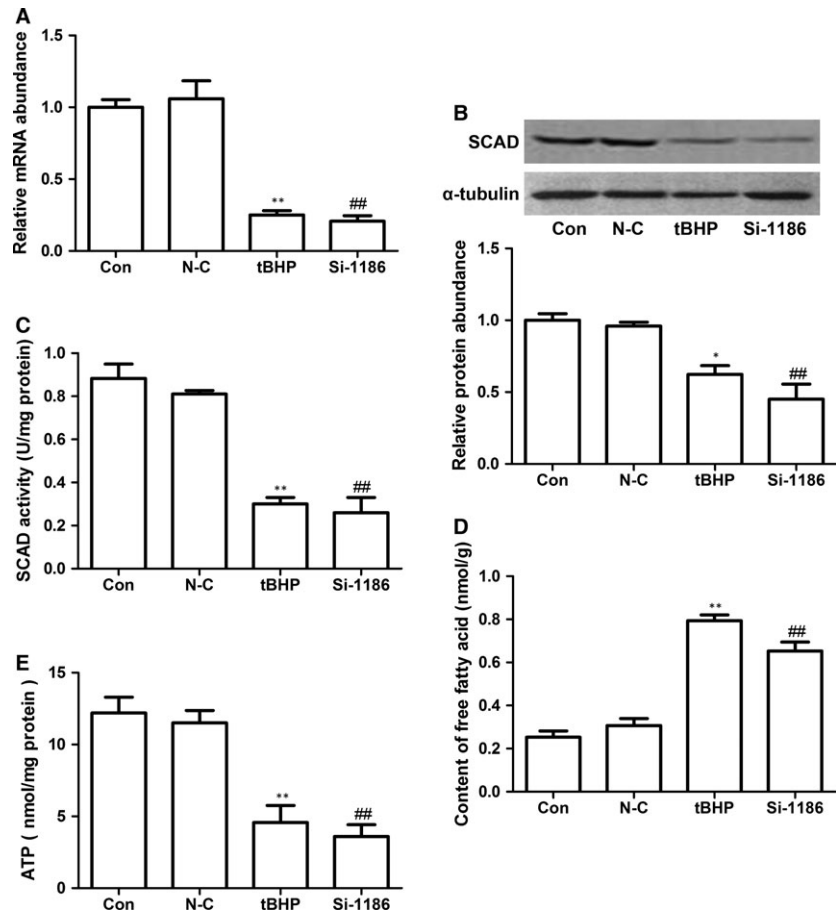 A
Relative mRNA abundance
1.5
1.0
0.5
0.0
**
##
Con N-C tBHP Si-1186
B
SCAD
α-tubulin
Con N-C tBHP Si-1186
Relative protein abundance
1.5
1.0
0.5
0.0
*
##
Con N-C tBHP Si-1186
C
SCAD activity (U/mg protein)
1.0
0.8
0.6
0.4
0.2
0.0
**
##
Con N-C tBHP Si-1186
D
Content of free fatty acid (nmol/g)
1.0
0.8
0.6
0.4
0.2
0.0
**
##
Con N-C tBHP Si-1186
E
ATP ( nmol/mg protein )
15
10
5
0
**
##
Con N-C tBHP Si-1186